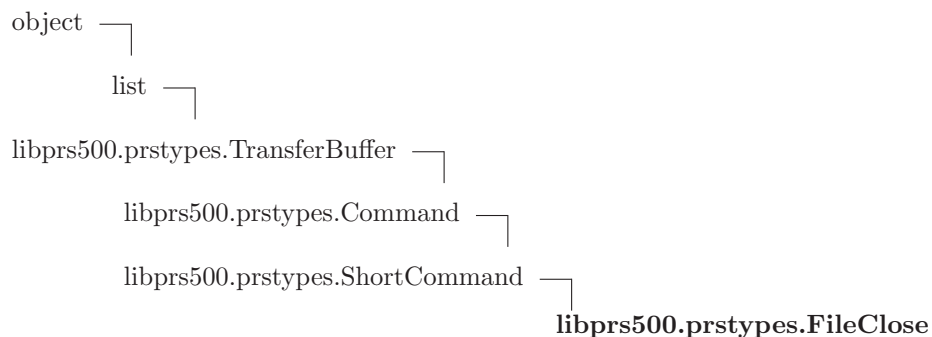 object
list
libprs500.prstypes.TransferBuffer
libprs500.prstypes.Command
libprs500.prstypes.ShortCommand
libprs500.prstypes.FileClose